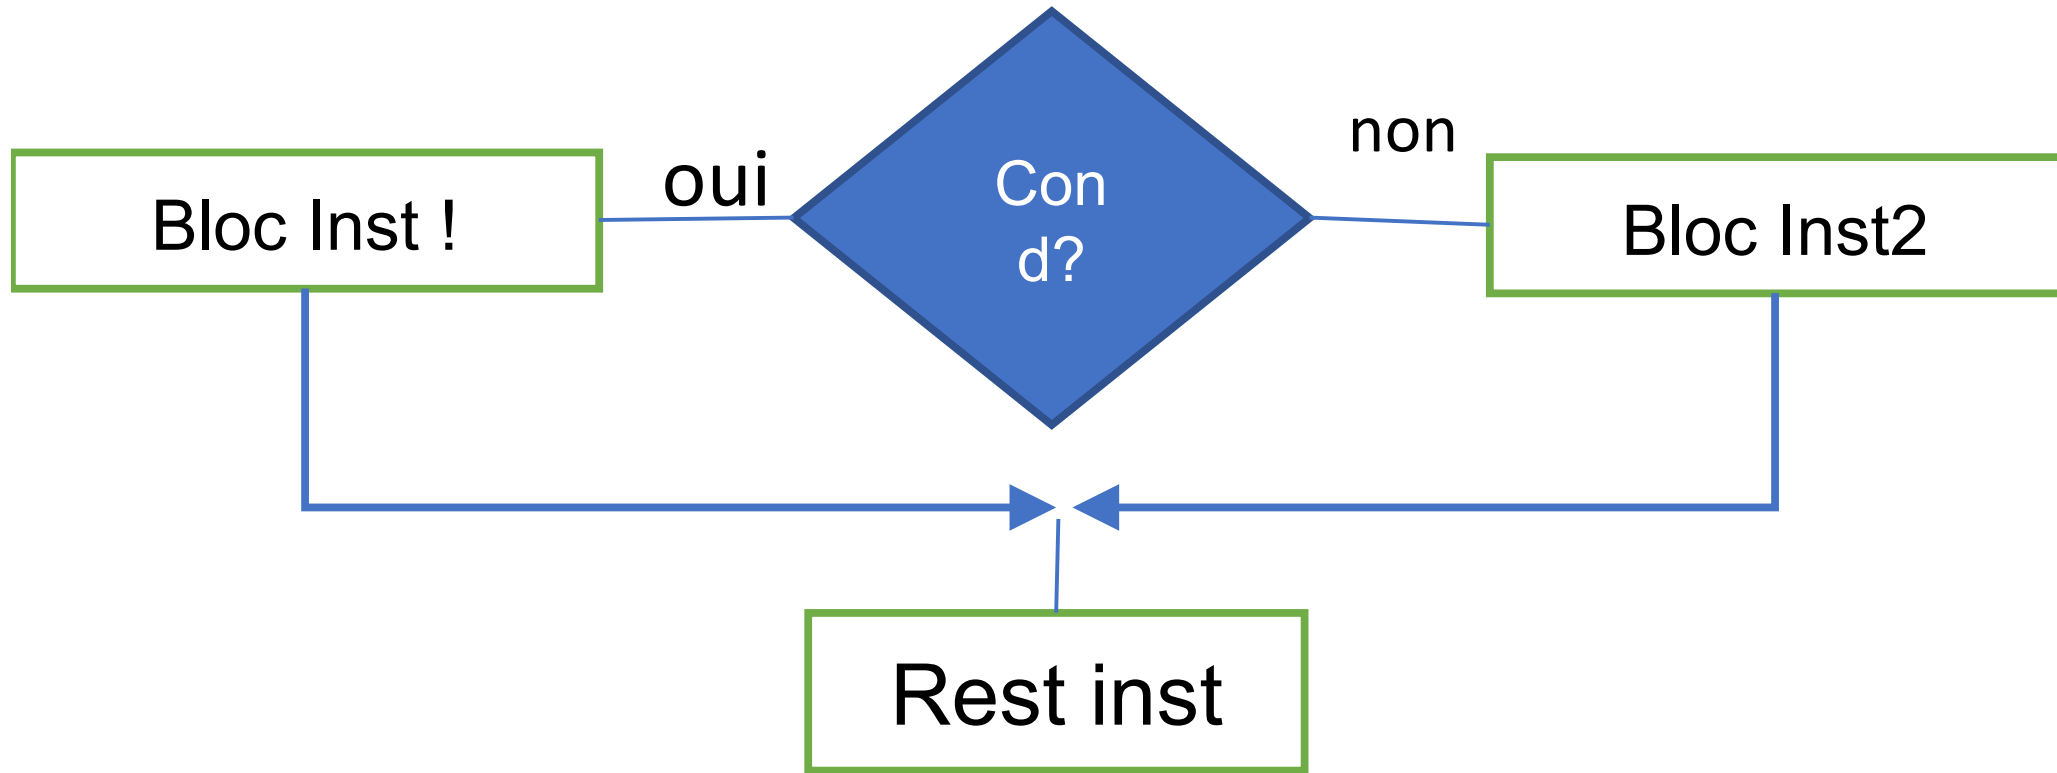 Bloc Inst !
oui
Con
d?
non
Bloc Inst2
Rest inst